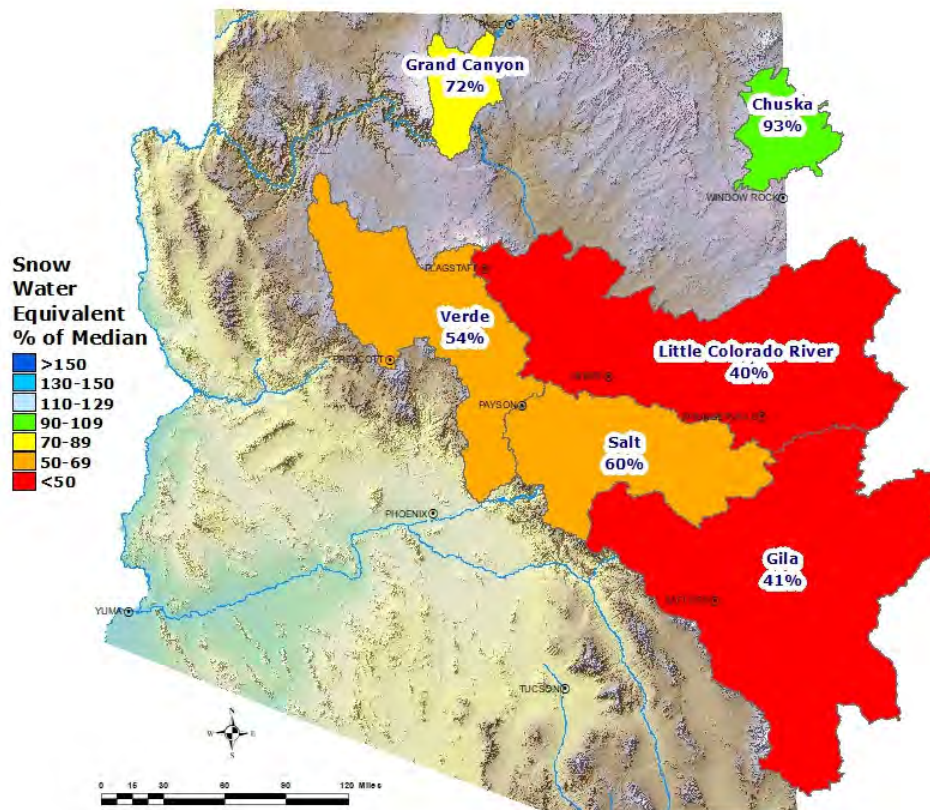 PAGE
Grand Canyon
72%
Chuska
93%
WINDOW ROCK
Snow
Water
Equivalent
% of Median
>150
130-150
110-129
90-109
70-89
50-69
<50
FLAGSTAFF
Verde
54%
PRESCOTT
Little Colorado River
40%
PAYSON
Salt
60%
PHOENIX
Gila
41%
YUMA
SAFFORD
TUCSON
N
W
E
S
0 15 30 60 90 120 Miles